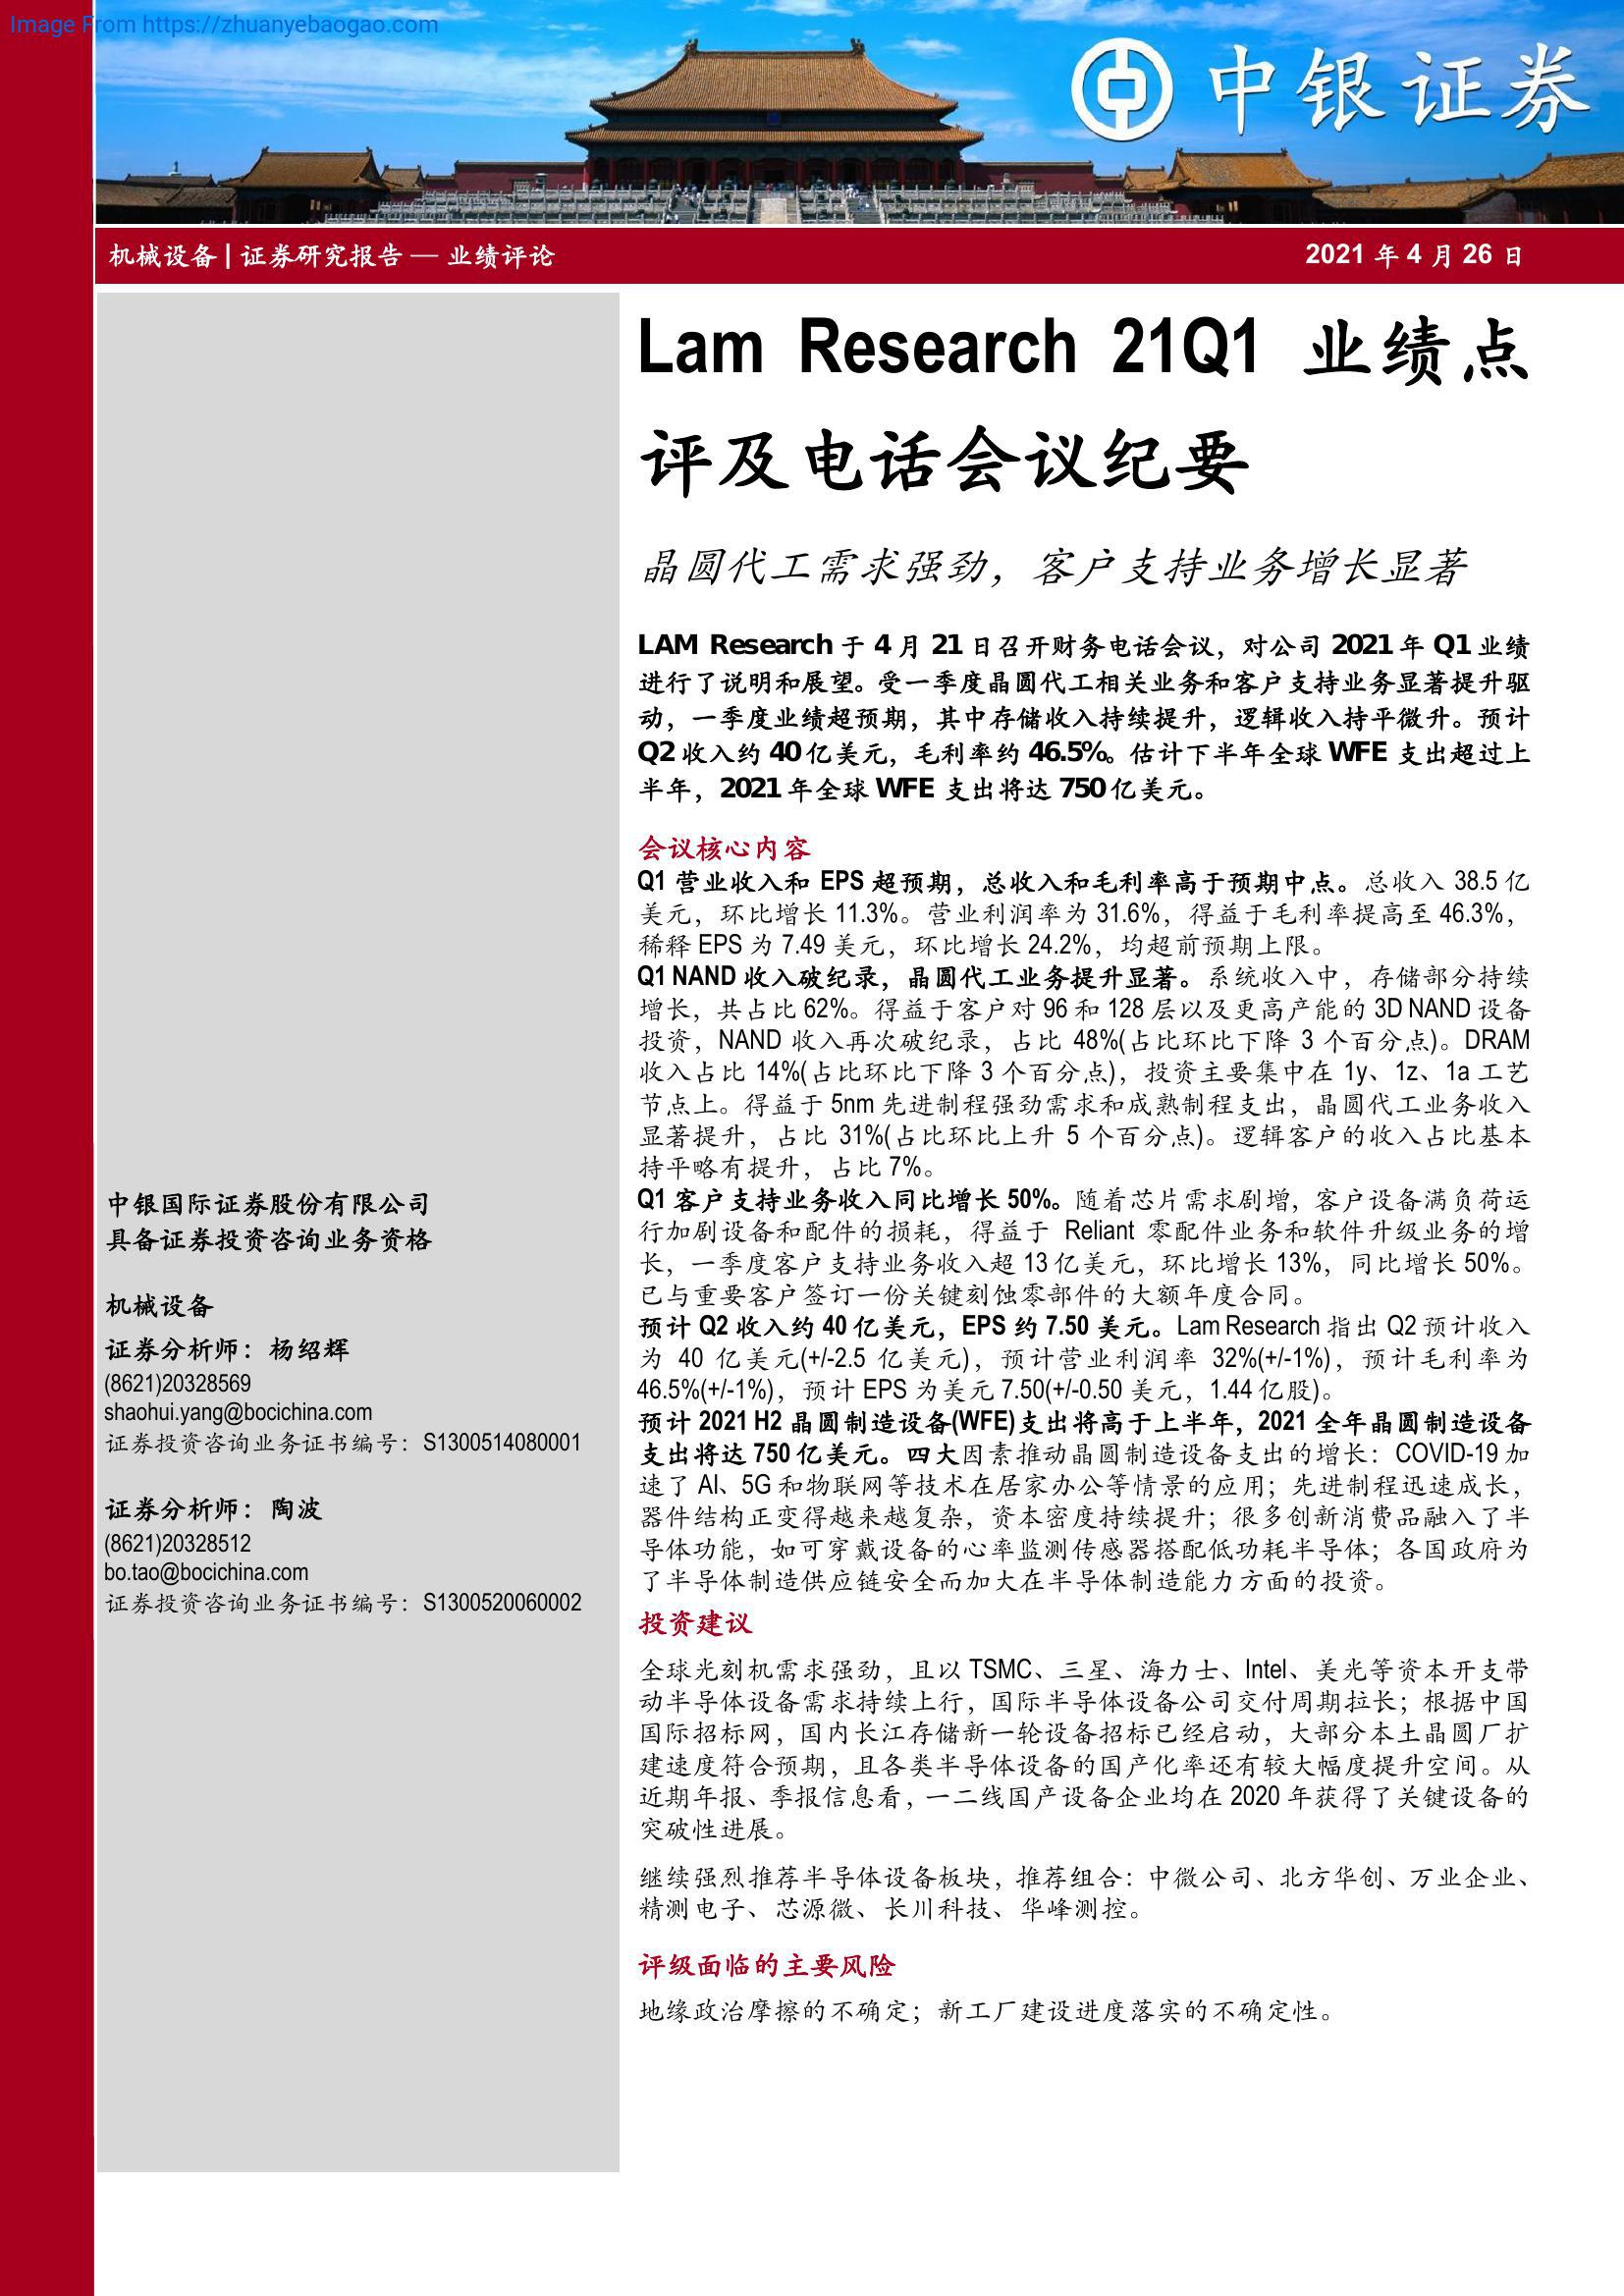 Image From https://zhuanyebaogao.com
中银证券
机械设备 | 证券研究报告 — 业绩评论
2021 年 4 月 26 日
Lam Research 21Q1 业绩点
评及电话会议纪要
晶圆代工需求强劲，客户支持业务增长显著
LAM Research 于 4 月 21 日召开财务电话会议，对公司 2021 年 Q1 业绩
进行了说明和展望。受一季度晶圆代工相关业务和客户支持业务显著提升驱
动，一季度业绩超预期，其中存储收入持续提升，逻辑收入持平微升。预计
Q2 收入约 40 亿美元，毛利率约 46.5%。估计下半年全球 WFE 支出超过上
半年，2021 年全球 WFE 支出将达 750 亿美元。
会议核心内容
Q1 营业收入和 EPS 超预期，总收入和毛利率高于预期中点。总收入 38.5 亿
美元，环比增长 11.3%。营业利润率为 31.6%，得益于毛利率提高至 46.3%，
稀释 EPS 为 7.49 美元，环比增长 24.2%，均超前预期上限。
Q1 NAND 收入破纪录，晶圆代工业务提升显著。系统收入中，存储部分持续
增长，共占比 62%。得益于客户对 96 和 128 层以及更高产能的 3D NAND 设备
投资，NAND 收入再次破纪录，占比 48%(占比环比下降 3 个百分点)。DRAM
收入占比 14%(占比环比下降 3 个百分点)，投资主要集中在 1y、1z、1a 工艺
节点上。得益于 5nm 先进制程强劲需求和成熟制程支出，晶圆代工业务收入
显著提升，占比 31%(占比环比上升 5 个百分点)。逻辑客户的收入占比基本
持平略有提升，占比 7%。
Q1 客户支持业务收入同比增长 50%。随着芯片需求剧增，客户设备满负荷运
行加剧设备和配件的损耗，得益于 Reliant 零配件业务和软件升级业务的增
长，一季度客户支持业务收入超 13 亿美元，环比增长 13%，同比增长 50%。
已与重要客户签订一份关键刻蚀零部件的大额年度合同。
预计 Q2 收入约 40 亿美元，EPS 约 7.50 美元。Lam Research 指出 Q2 预计收入
为 40 亿美元(+/-2.5 亿美元)，预计营业利润率 32%(+/-1%)，预计毛利率为
46.5%(+/-1%)，预计 EPS 为美元 7.50(+/-0.50 美元，1.44 亿股)。
预计 2021 H2 晶圆制造设备(WFE)支出将高于上半年，2021 全年晶圆制造设备
支出将达 750 亿美元。四大因素推动晶圆制造设备支出的增长：COVID-19 加
速了 AI、5G 和物联网等技术在居家办公等情景的应用；先进制程迅速成长，
器件结构正变得越来越复杂，资本密度持续提升；很多创新消费品融入了半
导体功能，如可穿戴设备的心率监测传感器搭配低功耗半导体；各国政府为
了半导体制造供应链安全而加大在半导体制造能力方面的投资。
投资建议
全球光刻机需求强劲，且以 TSMC、三星、海力士、Intel、美光等资本开支带
动半导体设备需求持续上行，国际半导体设备公司交付周期拉长；根据中国
国际招标网，国内长江存储新一轮设备招标已经启动，大部分本土晶圆厂扩
建速度符合预期，且各类半导体设备的国产化率还有较大幅度提升空间。从
近期年报、季报信息看，一二线国产设备企业均在 2020 年获得了关键设备的
突破性进展。
继续强烈推荐半导体设备板块，推荐组合：中微公司、北方华创、万业企业、
精测电子、芯源微、长川科技、华峰测控。
评级面临的主要风险
地缘政治摩擦的不确定；新工厂建设进度落实的不确定性。
中银国际证券股份有限公司
具备证券投资咨询业务资格
机械设备
证券分析师：杨绍辉
(8621)20328569
shaohui.yang@bocichina.com
证券投资咨询业务证书编号：S1300514080001
证券分析师：陶波
(8621)20328512
bo.tao@bocichina.com
证券投资咨询业务证书编号：S1300520060002